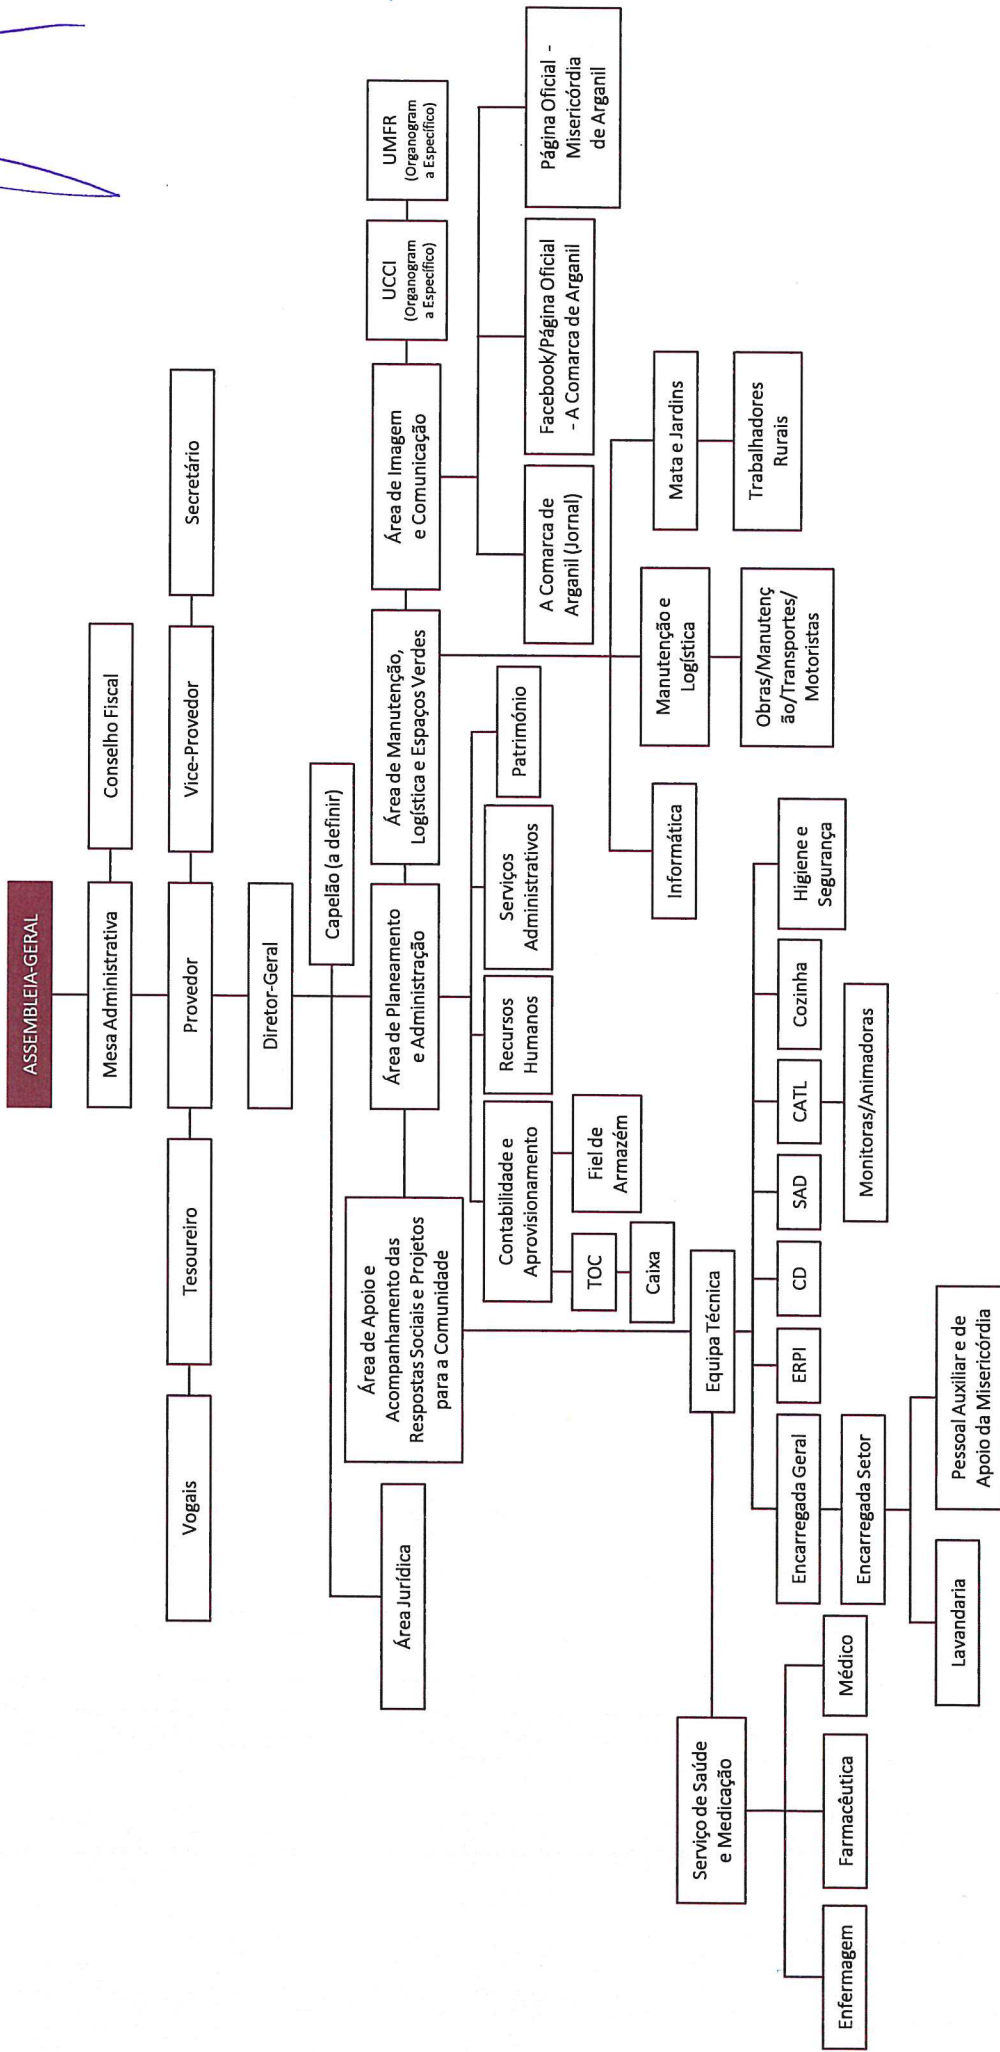 ASSEMBLEIA-GERAL
Mesa Administrativa
Conselho Fiscal
Vogais
Tesoureiro
Provedor
Vice-Provedor
Secretário
Diretor-Geral
Capelão (a definir)
Área Jurídica
Área de Apoio e
Acompanhamento das
Respostas Sociais e Projetos
para a Comunidade
Área de Planeamento
e Administração
Área de Manutenção,
Logística e Espaços Verdes
Área de Imagem
e Comunicação
UCCI
(Organogram
a Específico)
UMFR
(Organogram
a Específico)
Contabilidade e
Aprovisionamento
Recursos
Humanos
Serviços
Administrativos
Património
A Comarca de
Arganil (Jornal)
Facebook/Página Oficial
- A Comarca de Arganil
Página Oficial -
Misericórdia
de Arganil
TOC
Fiel de
Armazém
Caixa
Informática
Manutenção e
Logística
Mata e Jardins
Obras/Manutenç
ão/Transportes/
Motoristas
Trabalhadores
Rurais
Serviço de Saúde
e Medicação
Equipa Técnica
Enfermagem
Farmacêutica
Médico
Encarregada Geral
ERPI
CD
SAD
CATL
Cozinha
Higiene e
Segurança
Encarregada Setor
Monitoras/Animadoras
Lavandaria
Pessoal Auxiliar e de
Apoio da Misericórdia